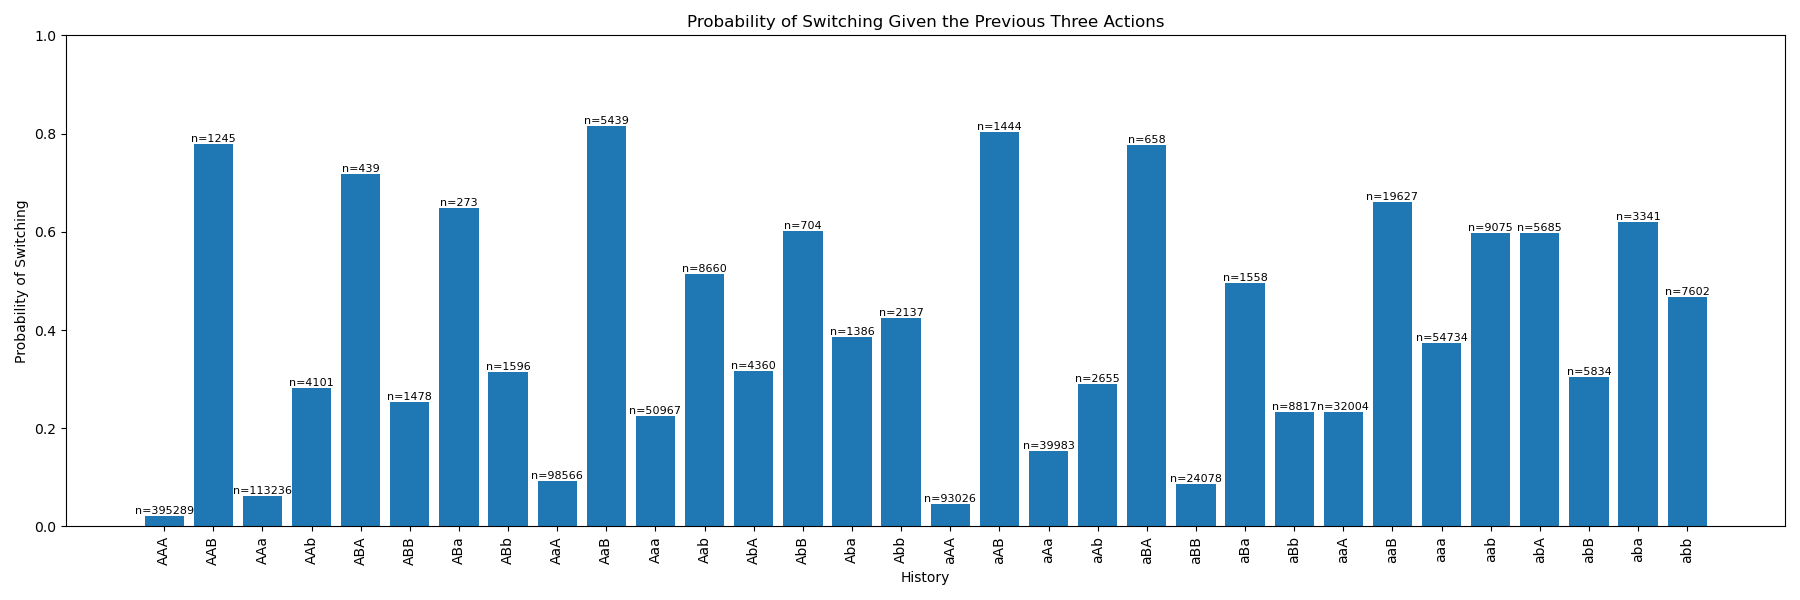 Probability of Switching Given the Previous Three Actions
Probability of Switching
1.0
0.8
0.6
0.4
0.2
0.0
n=395289
n=1245
n=113236
n=4101
n=439
n=1478
n=273
n=1596
n=98566
n=5439
n=50967
n=8660
n=4360
n=704
n=1386
n=2137
n=93026
n=1444
n=39983
n=2655
n=658
n=24078
n=1558
n=8817
n=32004
n=19627
n=54734
n=9075
n=5685
n=5834
n=3341
n=7602
AAA
AAB
AAa
AAb
ABA
ABB
ABa
ABb
AaA
AaB
Aaa
Aab
AbA
AbB
Aba
Abb
aAA
aAB
aAa
aAb
aBA
aBB
aBa
aBb
aaA
aaB
aaa
aab
abA
abB
aba
abb
History